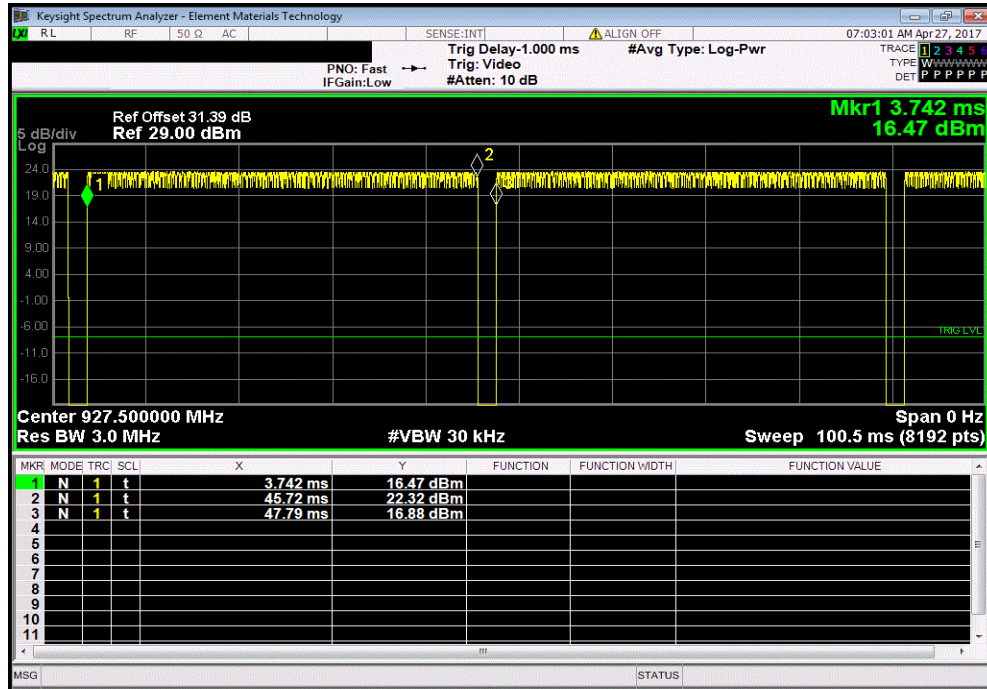 Keysight Spectrum Analyzer - Element Materials Technology
LXI RL RF 50 Ω AC SENSE:INT ALIGN OFF 07:03:01 AM Apr 27, 2017
Trig Delay-1.000 ms #Avg Type: Log-Pwr TRACE 1 2 3 4 5 6
PNO: Fast Trig: Video TYPE WWWWWW
IFGain:Low #Atten: 10 dB DET P P P P P P
Mkr1 3.742 ms
Ref Offset 31.39 dB
5 dB/div Ref 29.00 dBm 16.47 dBm
Log
2
24.0
1
19.0
14.0
9.00
4.00
-1.00
-6.00
TRIG LVL
-11.0
-16.0
Center 927.500000 MHz Span 0 Hz
Res BW 3.0 MHz #VBW 30 kHz Sweep 100.5 ms (8192 pts)
MKR MODE TRC SCL X Y FUNCTION FUNCTION WIDTH FUNCTION VALUE
1 N 1 t 3.742 ms 16.47 dBm
2 N 1 t 45.72 ms 22.32 dBm
3 N 1 t 47.79 ms 16.88 dBm
4
5
6
7
8
9
10
11
MSG STATUS